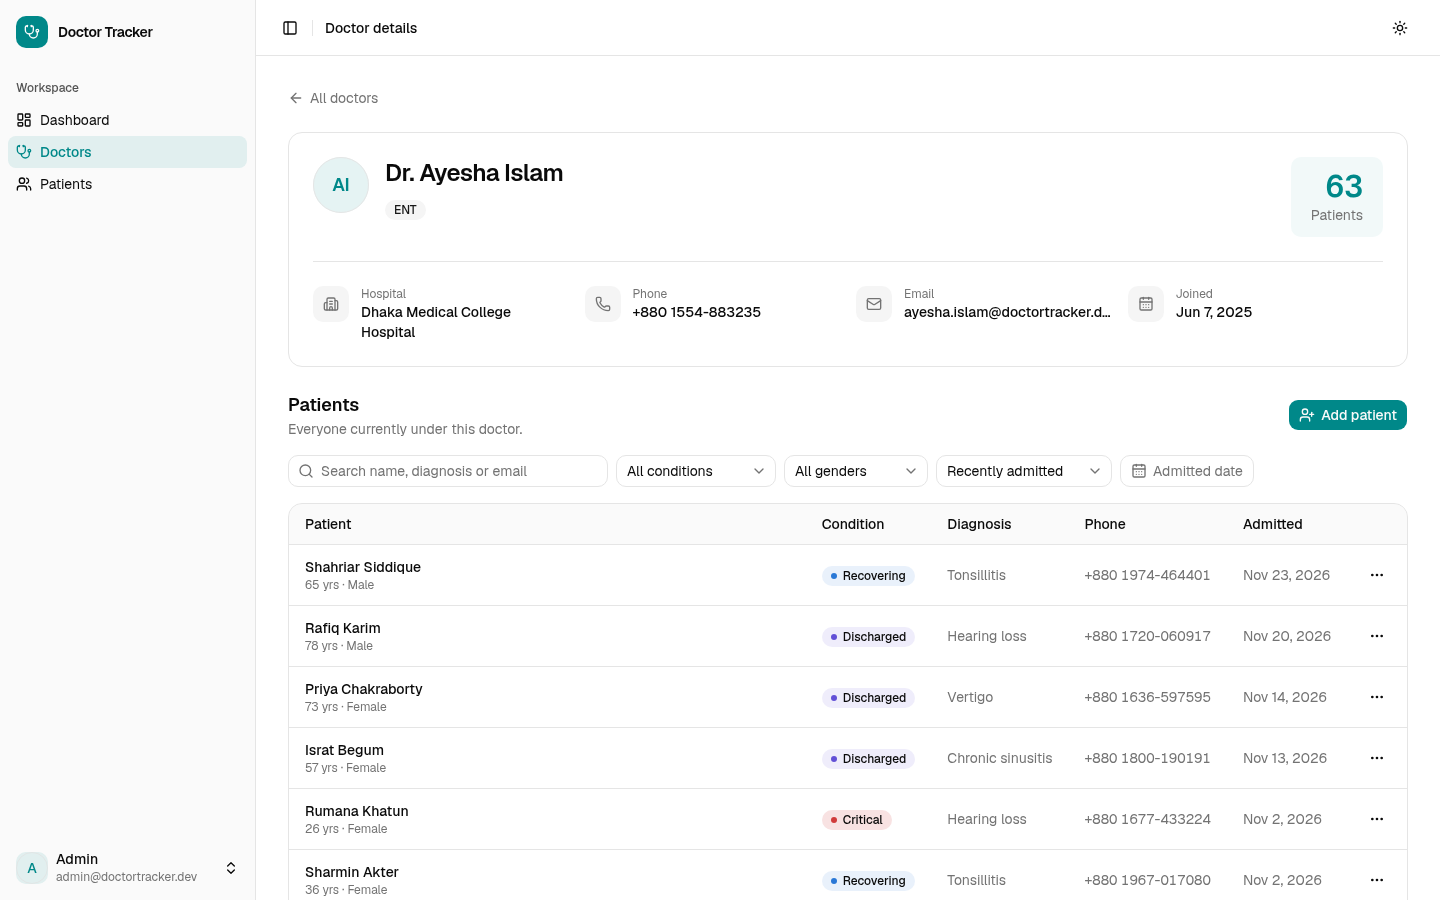 Doctor Tracker
Workspace
Dashboard
Doctors
Patients
A
Admin
admin@doctortracker.dev
Doctor details
All doctors
AI
Dr. Ayesha Islam
ENT
63
Patients
Hospital
Dhaka Medical College
Hospital
Phone
+880 1554-883235
Email
ayesha.islam@doctortracker.d...
Joined
Jun 7, 2025
Patients
Everyone currently under this doctor.
Add patient
Search name, diagnosis or email
All conditions
All genders
Recently admitted
Admitted date
Patient Condition Diagnosis Phone Admitted
Shahriar Siddique
65 yrs · Male
Recovering Tonsillitis +880 1974-464401 Nov 23, 2026
Rafiq Karim
78 yrs · Male
Discharged Hearing loss +880 1720-060917 Nov 20, 2026
Priya Chakraborty
73 yrs · Female
Discharged Vertigo +880 1636-597595 Nov 14, 2026
Israt Begum
57 yrs · Female
Discharged Chronic sinusitis +880 1800-190191 Nov 13, 2026
Rumana Khatun
26 yrs · Female
Critical Hearing loss +880 1677-433224 Nov 2, 2026
Sharmin Akter
36 yrs · Female
Recovering Tonsillitis +880 1967-017080 Nov 2, 2026